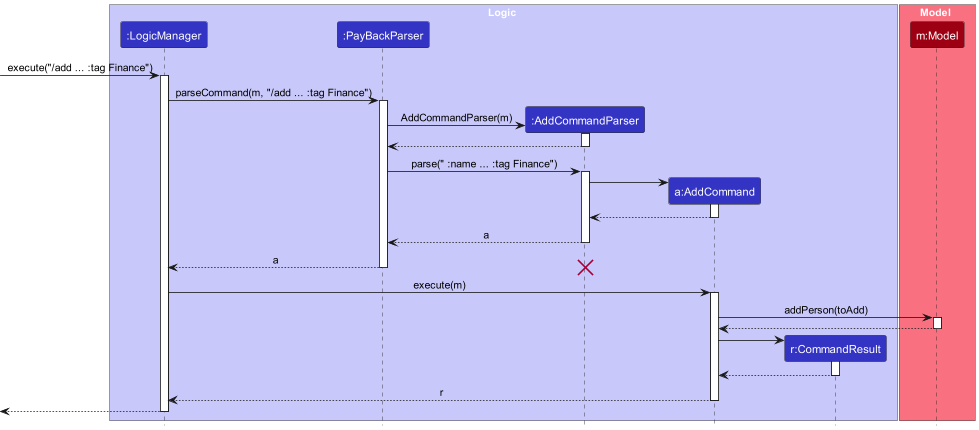 Logic
Model
:LogicManager
:PayBackParser
m:Model
execute("/add ... :tag Finance")
parseCommand(m, "/add ... :tag Finance")
AddCommandParser(m)
:AddCommandParser
parse(" :name ... :tag Finance")
a:AddCommand
a
a
execute(m)
addPerson(toAdd)
r:CommandResult
r